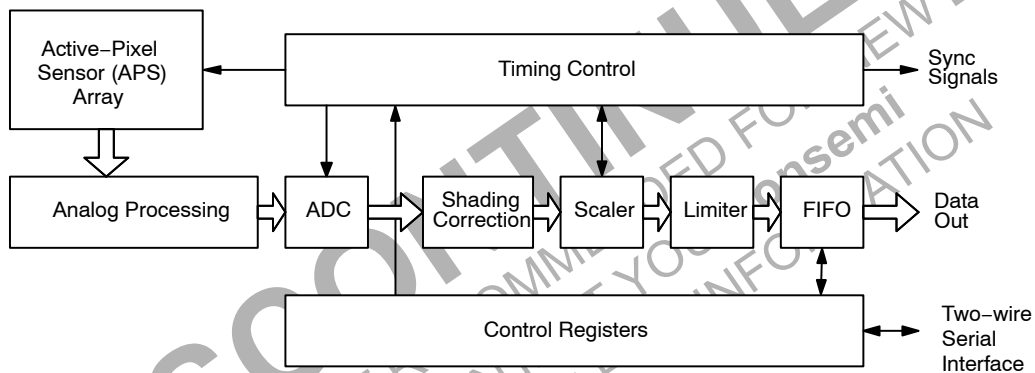 Active−Pixel
Sensor (APS)
Array
Timing Control
Sync
Signals
Analog Processing
ADC
Shading
Correction
Scaler
Limiter
FIFO
Data
Out
Control Registers
Two−wire
Serial
Interface
onsemi